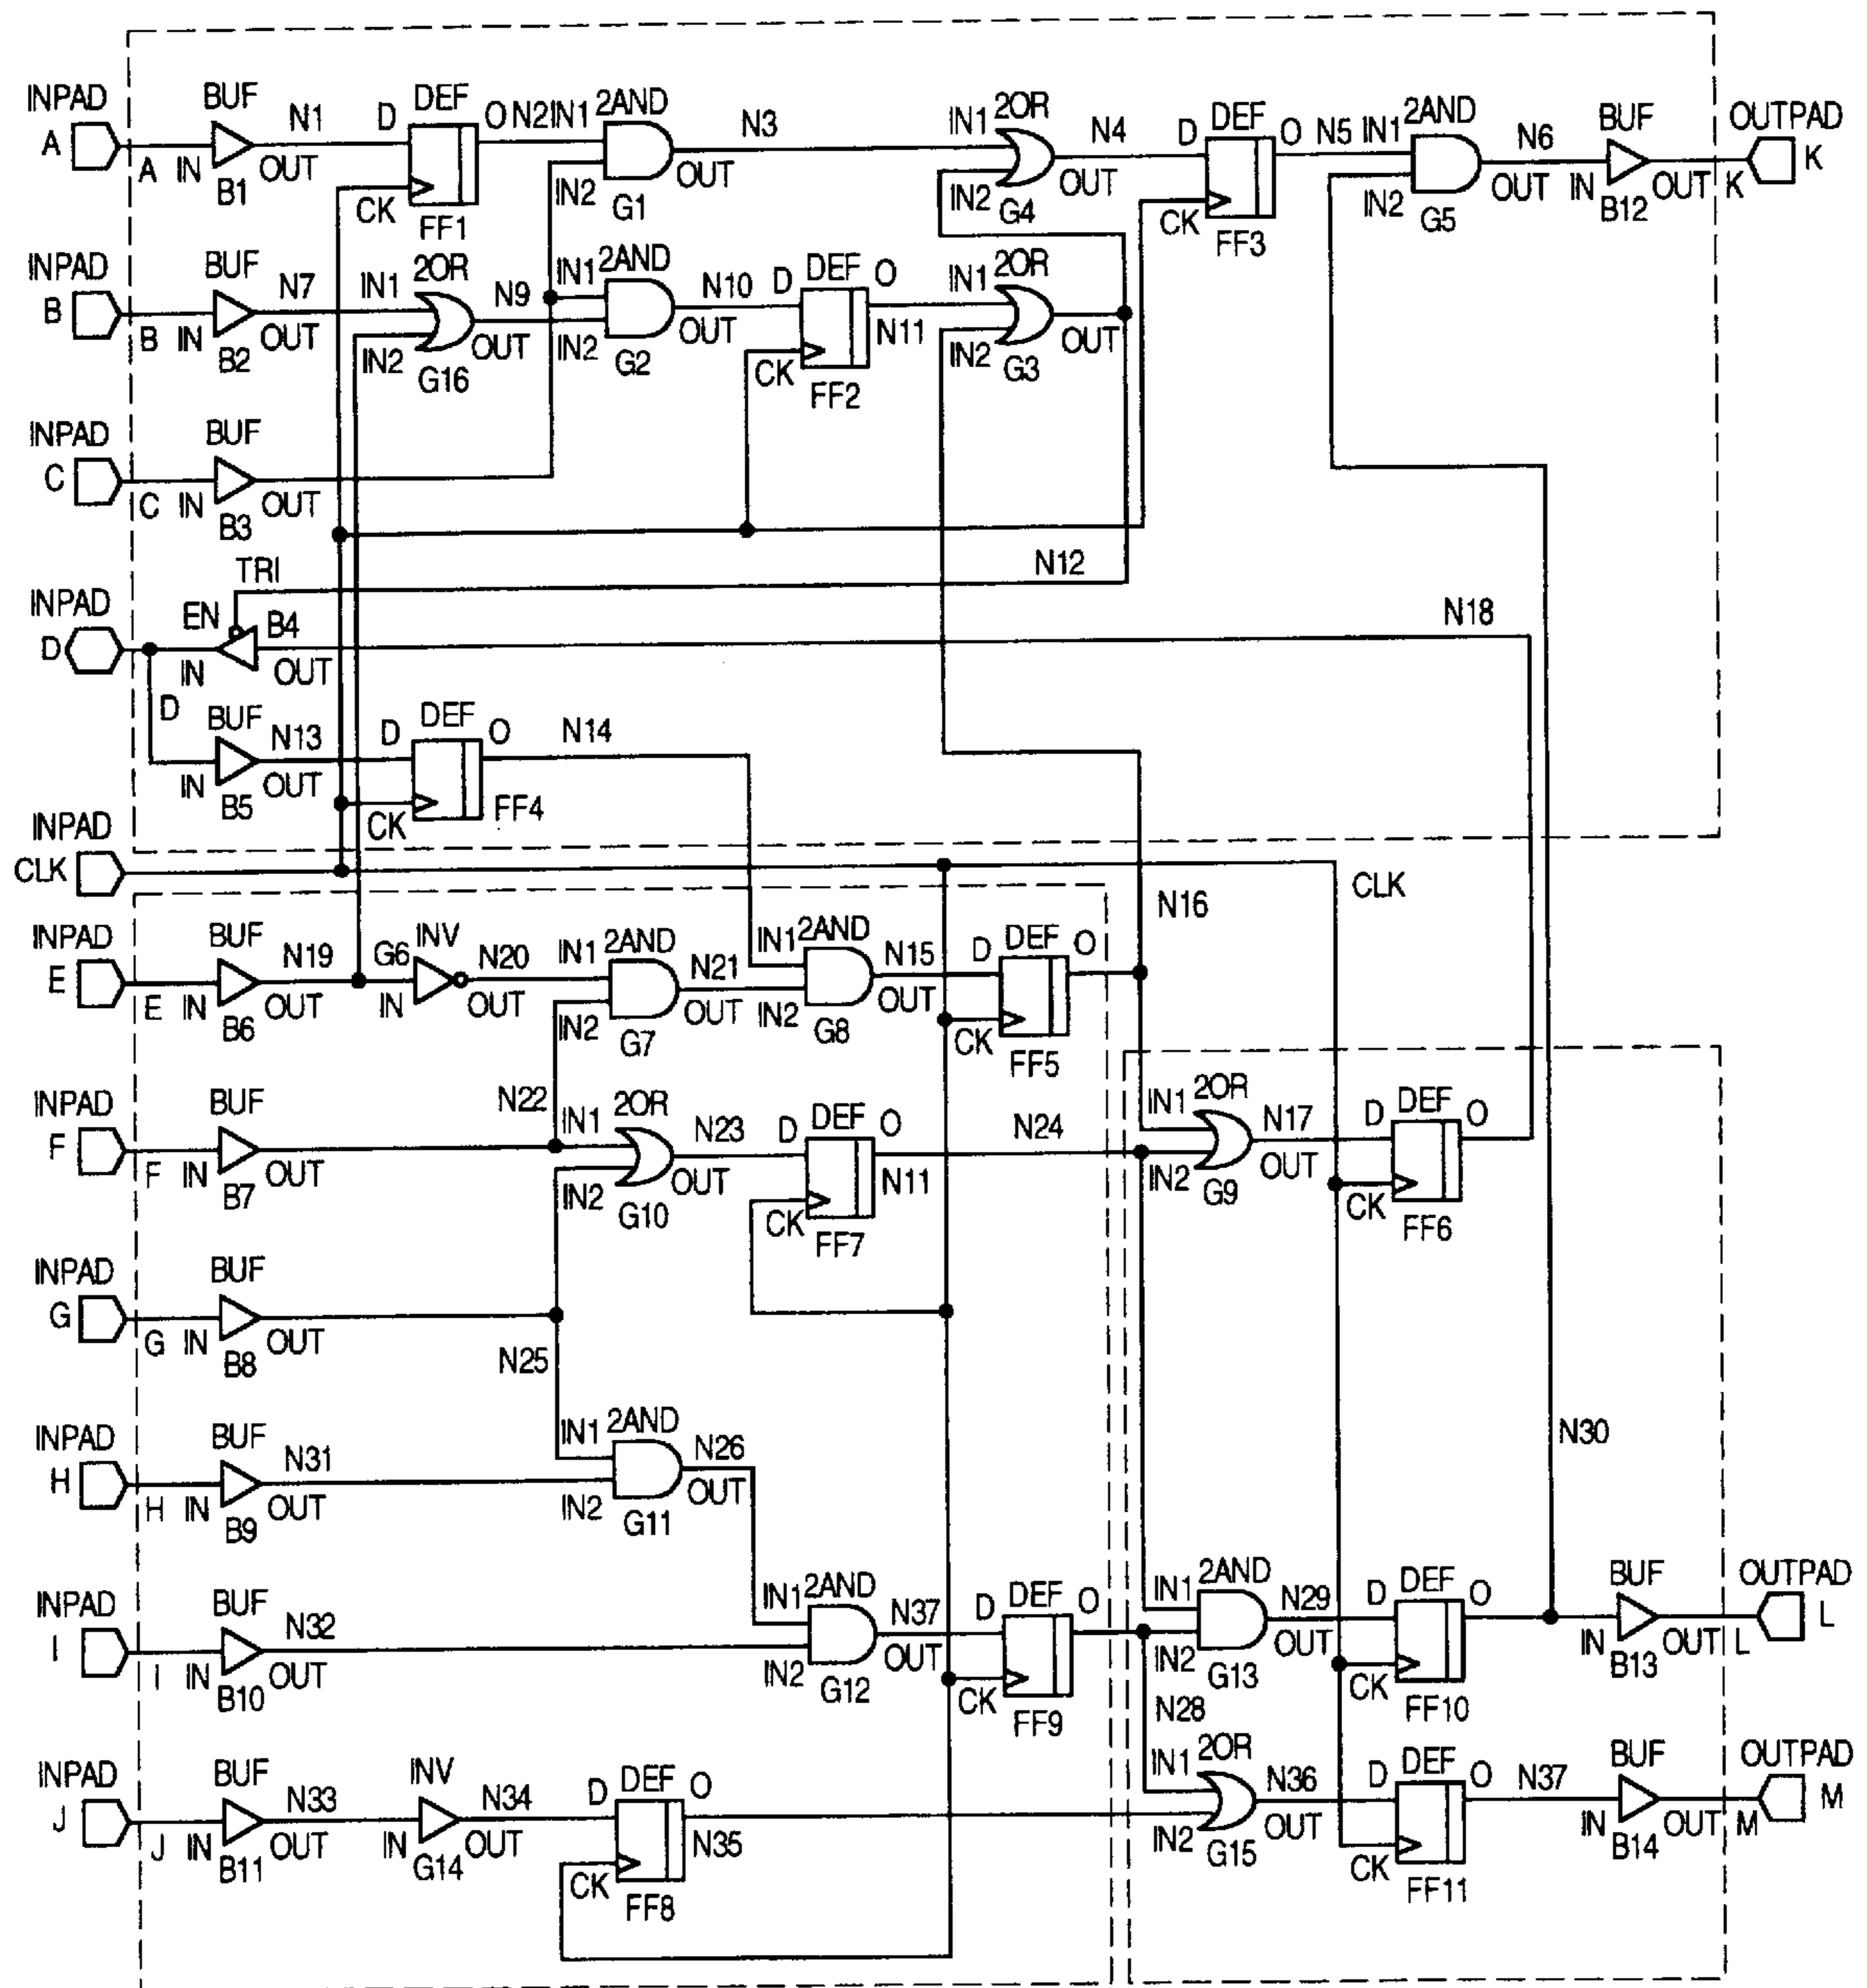 INPAD BUF DEF 2AND 2OR DEF 2AND BUF OUTPAD
A A IN B1 OUT N1 D CK FF1 O N2 IN1 IN2 G1 OUT N3 IN1 IN2 G4 OUT N4 D CK FF3 O N5 IN1 IN2 G5 OUT N6 IN B12 OUT K K
INPAD BUF 2OR 2AND DEF 2OR
B B IN B2 OUT N7 IN1 IN2 G16 OUT N9 IN1 IN2 G2 OUT N10 D CK FF2 O N11 IN1 IN2 G3 OUT
INPAD BUF
C C IN B3 OUT
TRI N12
INPAD EN B4 N18
D IN OUT
D BUF N13 D DEF O N14
IN B5 OUT CK FF4
INPAD
CLK CLK
N16
INPAD BUF INV 2AND 2AND DEF
E E IN B6 OUT N19 G6 IN N20 OUT IN1 IN2 G7 N21 OUT IN1 IN2 G8 N15 OUT D CK FF5 O
INPAD BUF N22 2OR DEF 2OR DEF
F F IN B7 OUT IN1 IN2 G10 N23 OUT D CK FF7 O N11 N24 IN1 IN2 G9 N17 OUT D CK FF6 O
INPAD BUF
G G IN B8 OUT
N25
INPAD BUF 2AND
H H IN B9 OUT N31 IN1 IN2 G11 N26 OUT
N30
INPAD BUF 2AND DEF 2AND DEF BUF OUTPAD
I I IN B10 OUT N32 IN1 IN2 G12 N37 OUT D CK FF9 O IN1 IN2 G13 N29 OUT D CK FF10 O IN B13 OUT L L
N28
INPAD BUF INV DEF 2OR DEF BUF OUTPAD
J J IN B11 OUT N33 IN G14 N34 OUT D CK FF8 O N35 IN1 IN2 G15 N36 OUT D CK FF11 O N37 IN B14 OUT M M